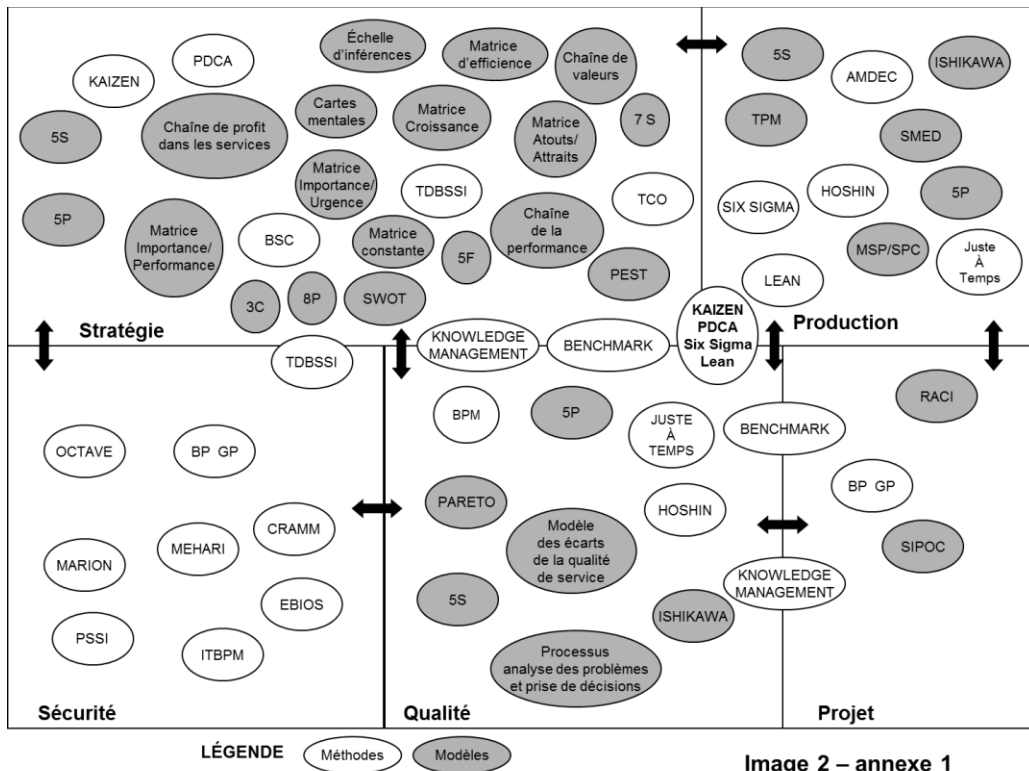 KAIZEN
PDCA
Échelle
d'inférences
Matrice
d'efficience
Chaîne de
valeurs
5S
Chaîne de profit
dans les services
Cartes
mentales
Matrice
Croissance
Matrice
Atouts/
Attraits
7 S
5P
Matrice
Importance/
Performance
Matrice
Importance/
Urgence
TDBSSI
TCO
BSC
Matrice
constante
5F
Chaîne
de la
performance
PEST
3C
8P
SWOT
Stratégie
5S
AMDEC
ISHIKAWA
TPM
SMED
SIX SIGMA
HOSHIN
5P
MSP/SPC
Juste
À
Temps
LEAN
Production
KAIZEN
PDCA
Six Sigma
Lean
TDBSSI
KNOWLEDGE
MANAGEMENT
BENCHMARK
OCTAVE
BP GP
CRAMM
MARION
MEHARI
EBIOS
PSSI
ITBPM
Sécurité
BPM
5P
JUSTE
À
TEMPS
BENCHMARK
PARETO
HOSHIN
Modèle
des écarts
de la qualité
de service
5S
ISHIKAWA
KNOWLEDGE
MANAGEMENT
Processus
analyse des problèmes
et prise de décisions
Qualité
RACI
BP GP
SIPOC
Projet
LÉGENDE
Méthodes
Modèles
Image 2 – annexe 1